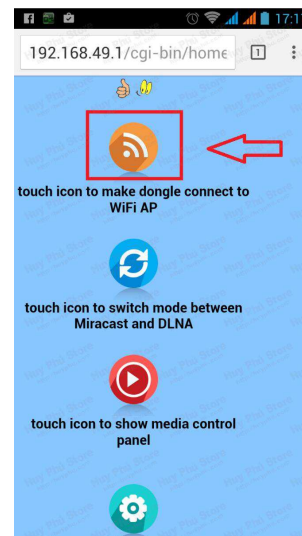 17:1
192.168.49.1/cgi-bin/home
1
touch icon to make dongle connect to
WiFi AP
touch icon to switch mode between
Miracast and DLNA
touch icon to show media control
panel